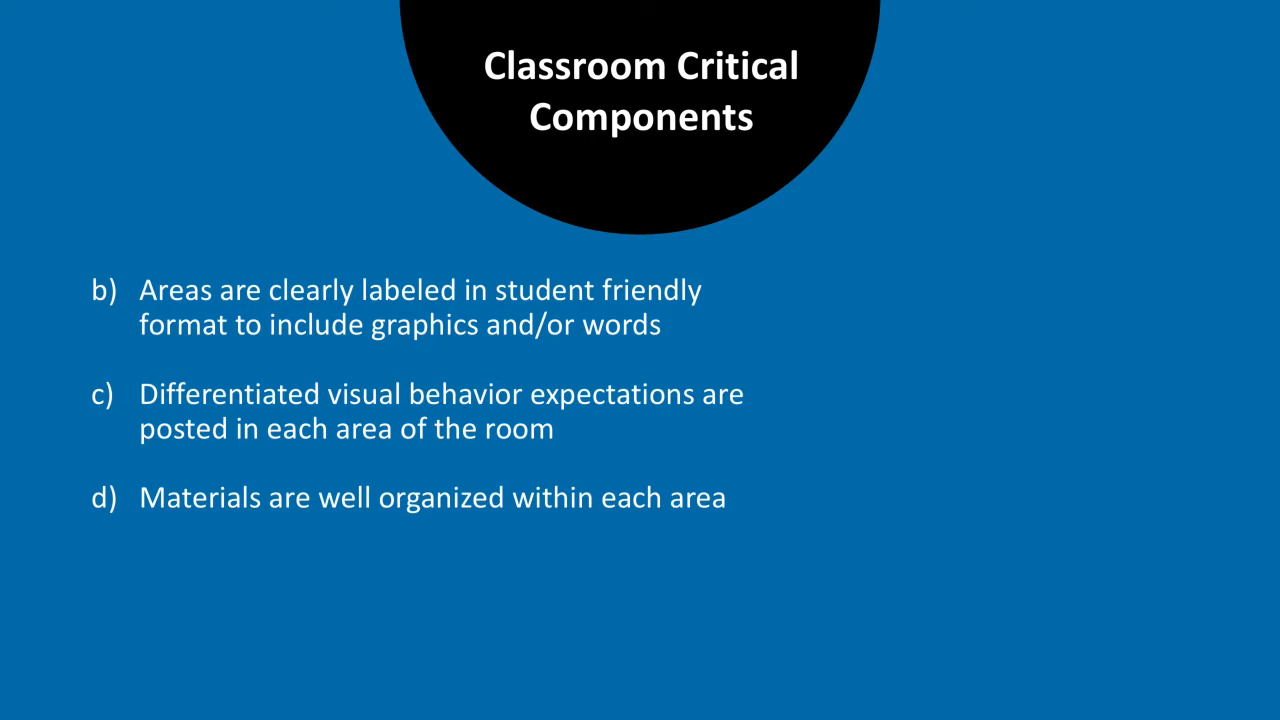 Classroom Critical
Components
b) Areas are clearly labeled in student friendly
format to include graphics and/or words
c) Differentiated visual behavior expectations are
posted in each area of the room
d) Materials are well organized within each area